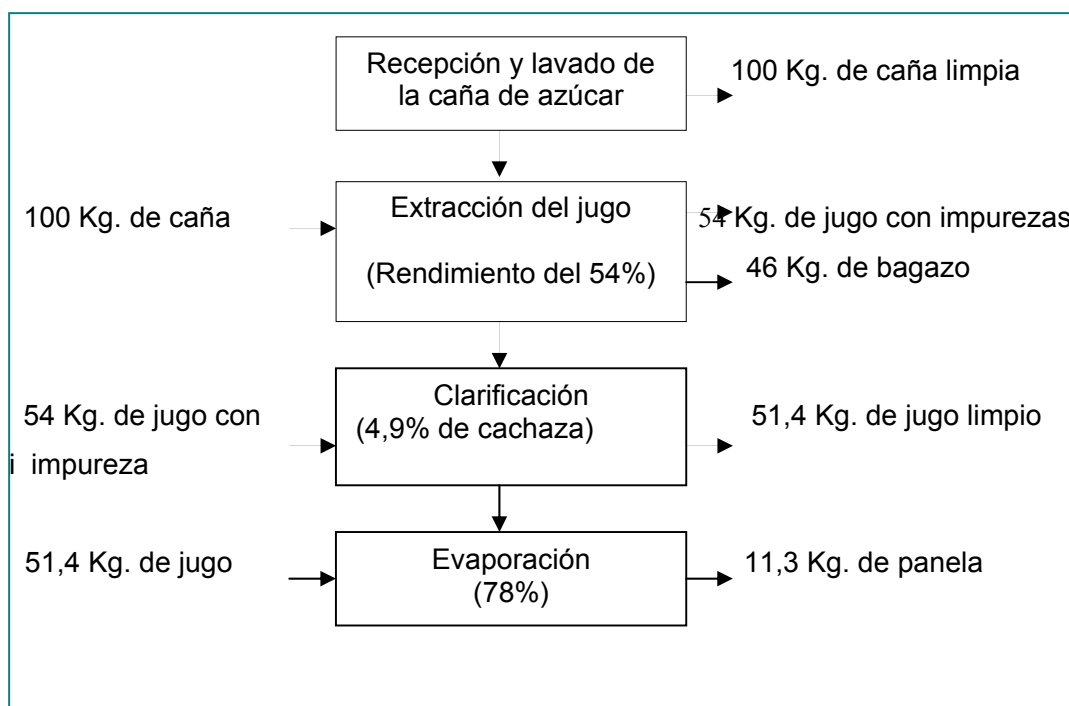 Recepción y lavado de
la caña de azúcar
100 Kg. de caña limpia
100 Kg. de caña
Extracción del jugo
(Rendimiento del 54%)
54 Kg. de jugo con impurezas
46 Kg. de bagazo
54 Kg. de jugo con
i impureza
Clarificación
(4,9% de cachaza)
51,4 Kg. de jugo limpio
51,4 Kg. de jugo
Evaporación
(78%)
11,3 Kg. de panela